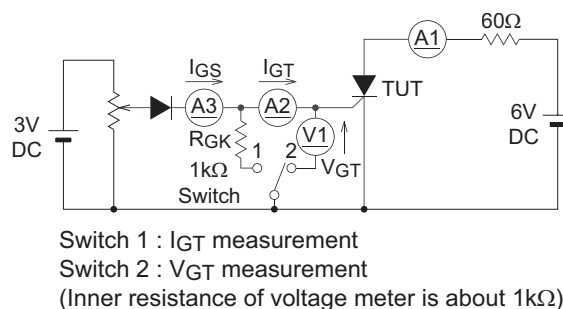 A1
60Ω
IGS
IGT
TUT
A3
A2
3V
DC
RGK
1
2
V1
6V
DC
1kΩ
VGT
Switch
Switch 1 : IGT measurement
Switch 2 : VGT measurement
(Inner resistance of voltage meter is about 1kΩ)